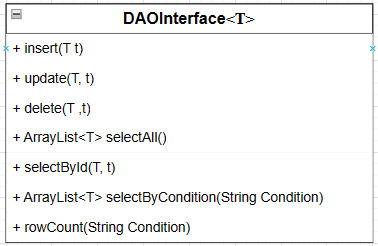 DAOInterface<T>
+ insert(T t)
+ update(T, t)
+ delete(T ,t)
+ ArrayList<T> selectAll()
+ selectById(T, t)
+ ArrayList<T> selectByCondition(String Condition)
+ rowCount(String Condition)